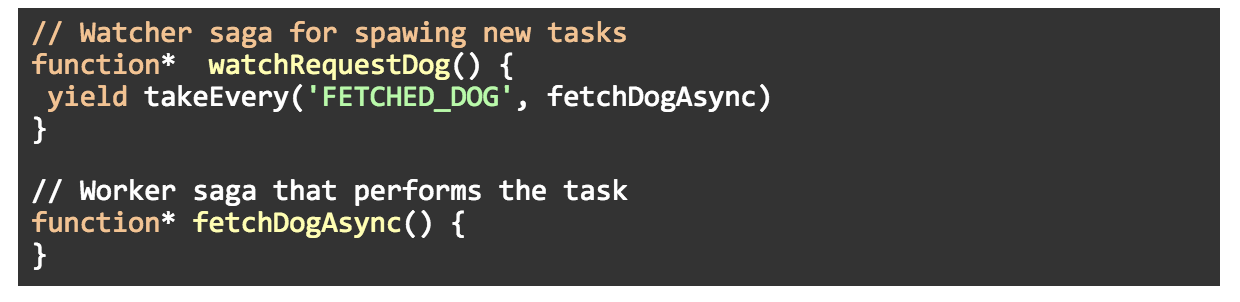 // Watcher saga for spawing new tasks
function*  watchRequestDog() {
 yield takeEvery('FETCHED_DOG', fetchDogAsync)
}

// Worker saga that performs the task
function* fetchDogAsync() {
}